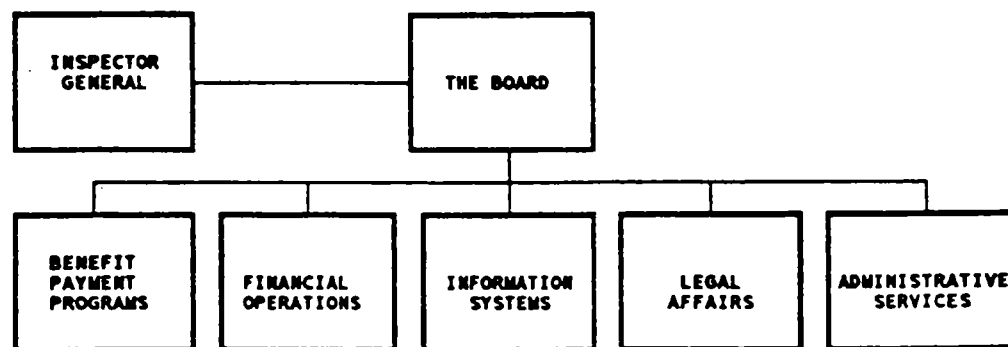 INSPECTOR
GENERAL
THE BOARD
BENEFIT
PAYMENT
PROGRAMS
FINANCIAL
OPERATIONS
INFORMATION
SYSTEMS
LEGAL
AFFAIRS
ADMINISTRATIVE
SERVICES